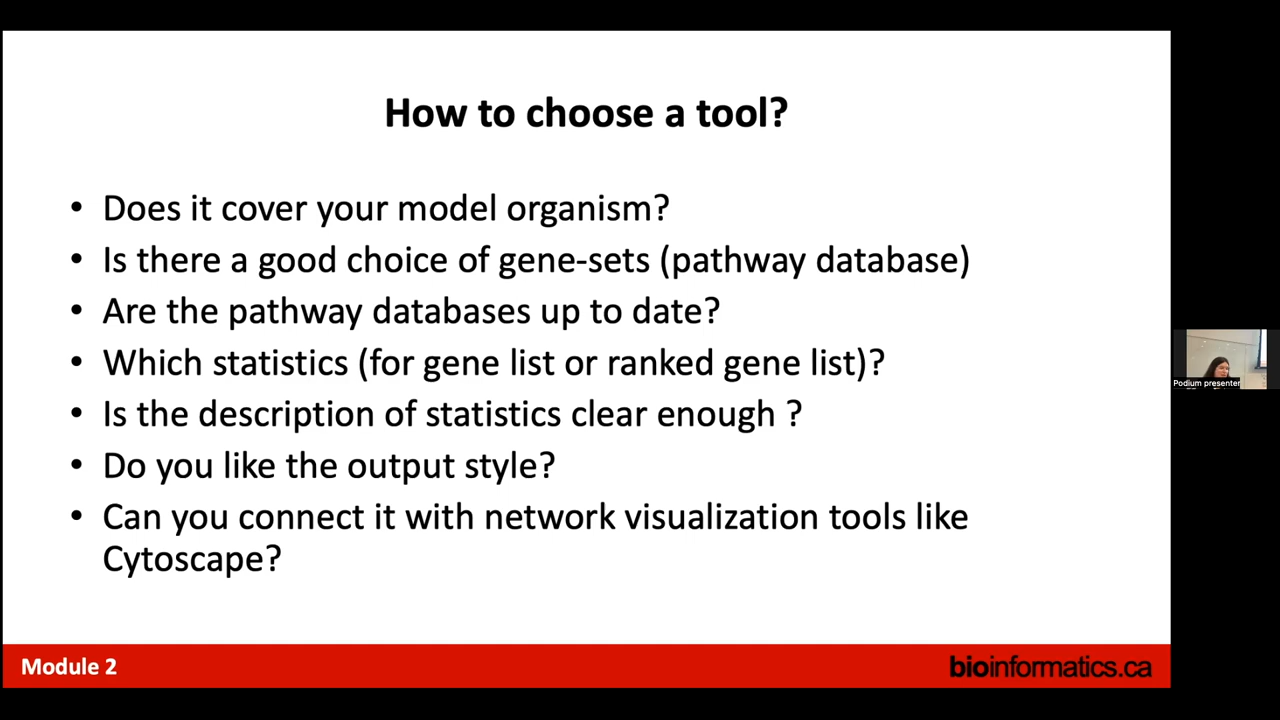 How to choose a tool?
• Does it cover your model organism?
• Is there a good choice of gene-sets (pathway database)
• Are the pathway databases up to date?
• Which statistics (for gene list or ranked gene list)?
• Is the description of statistics clear enough ?
• Do you like the output style?
• Can you connect it with network visualization tools like
Cytoscape?
Podium presenter
Module 2
bioinformatics.ca